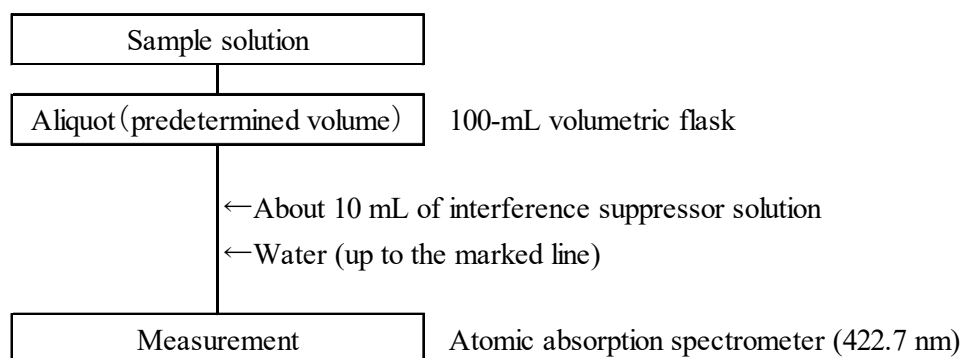 Sample solution
Aliquot（predetermined volume） 100-mL volumetric flask
←About 10 mL of interference suppressor solution
←Water (up to the marked line)
Measurement Atomic absorption spectrometer (422.7 nm)